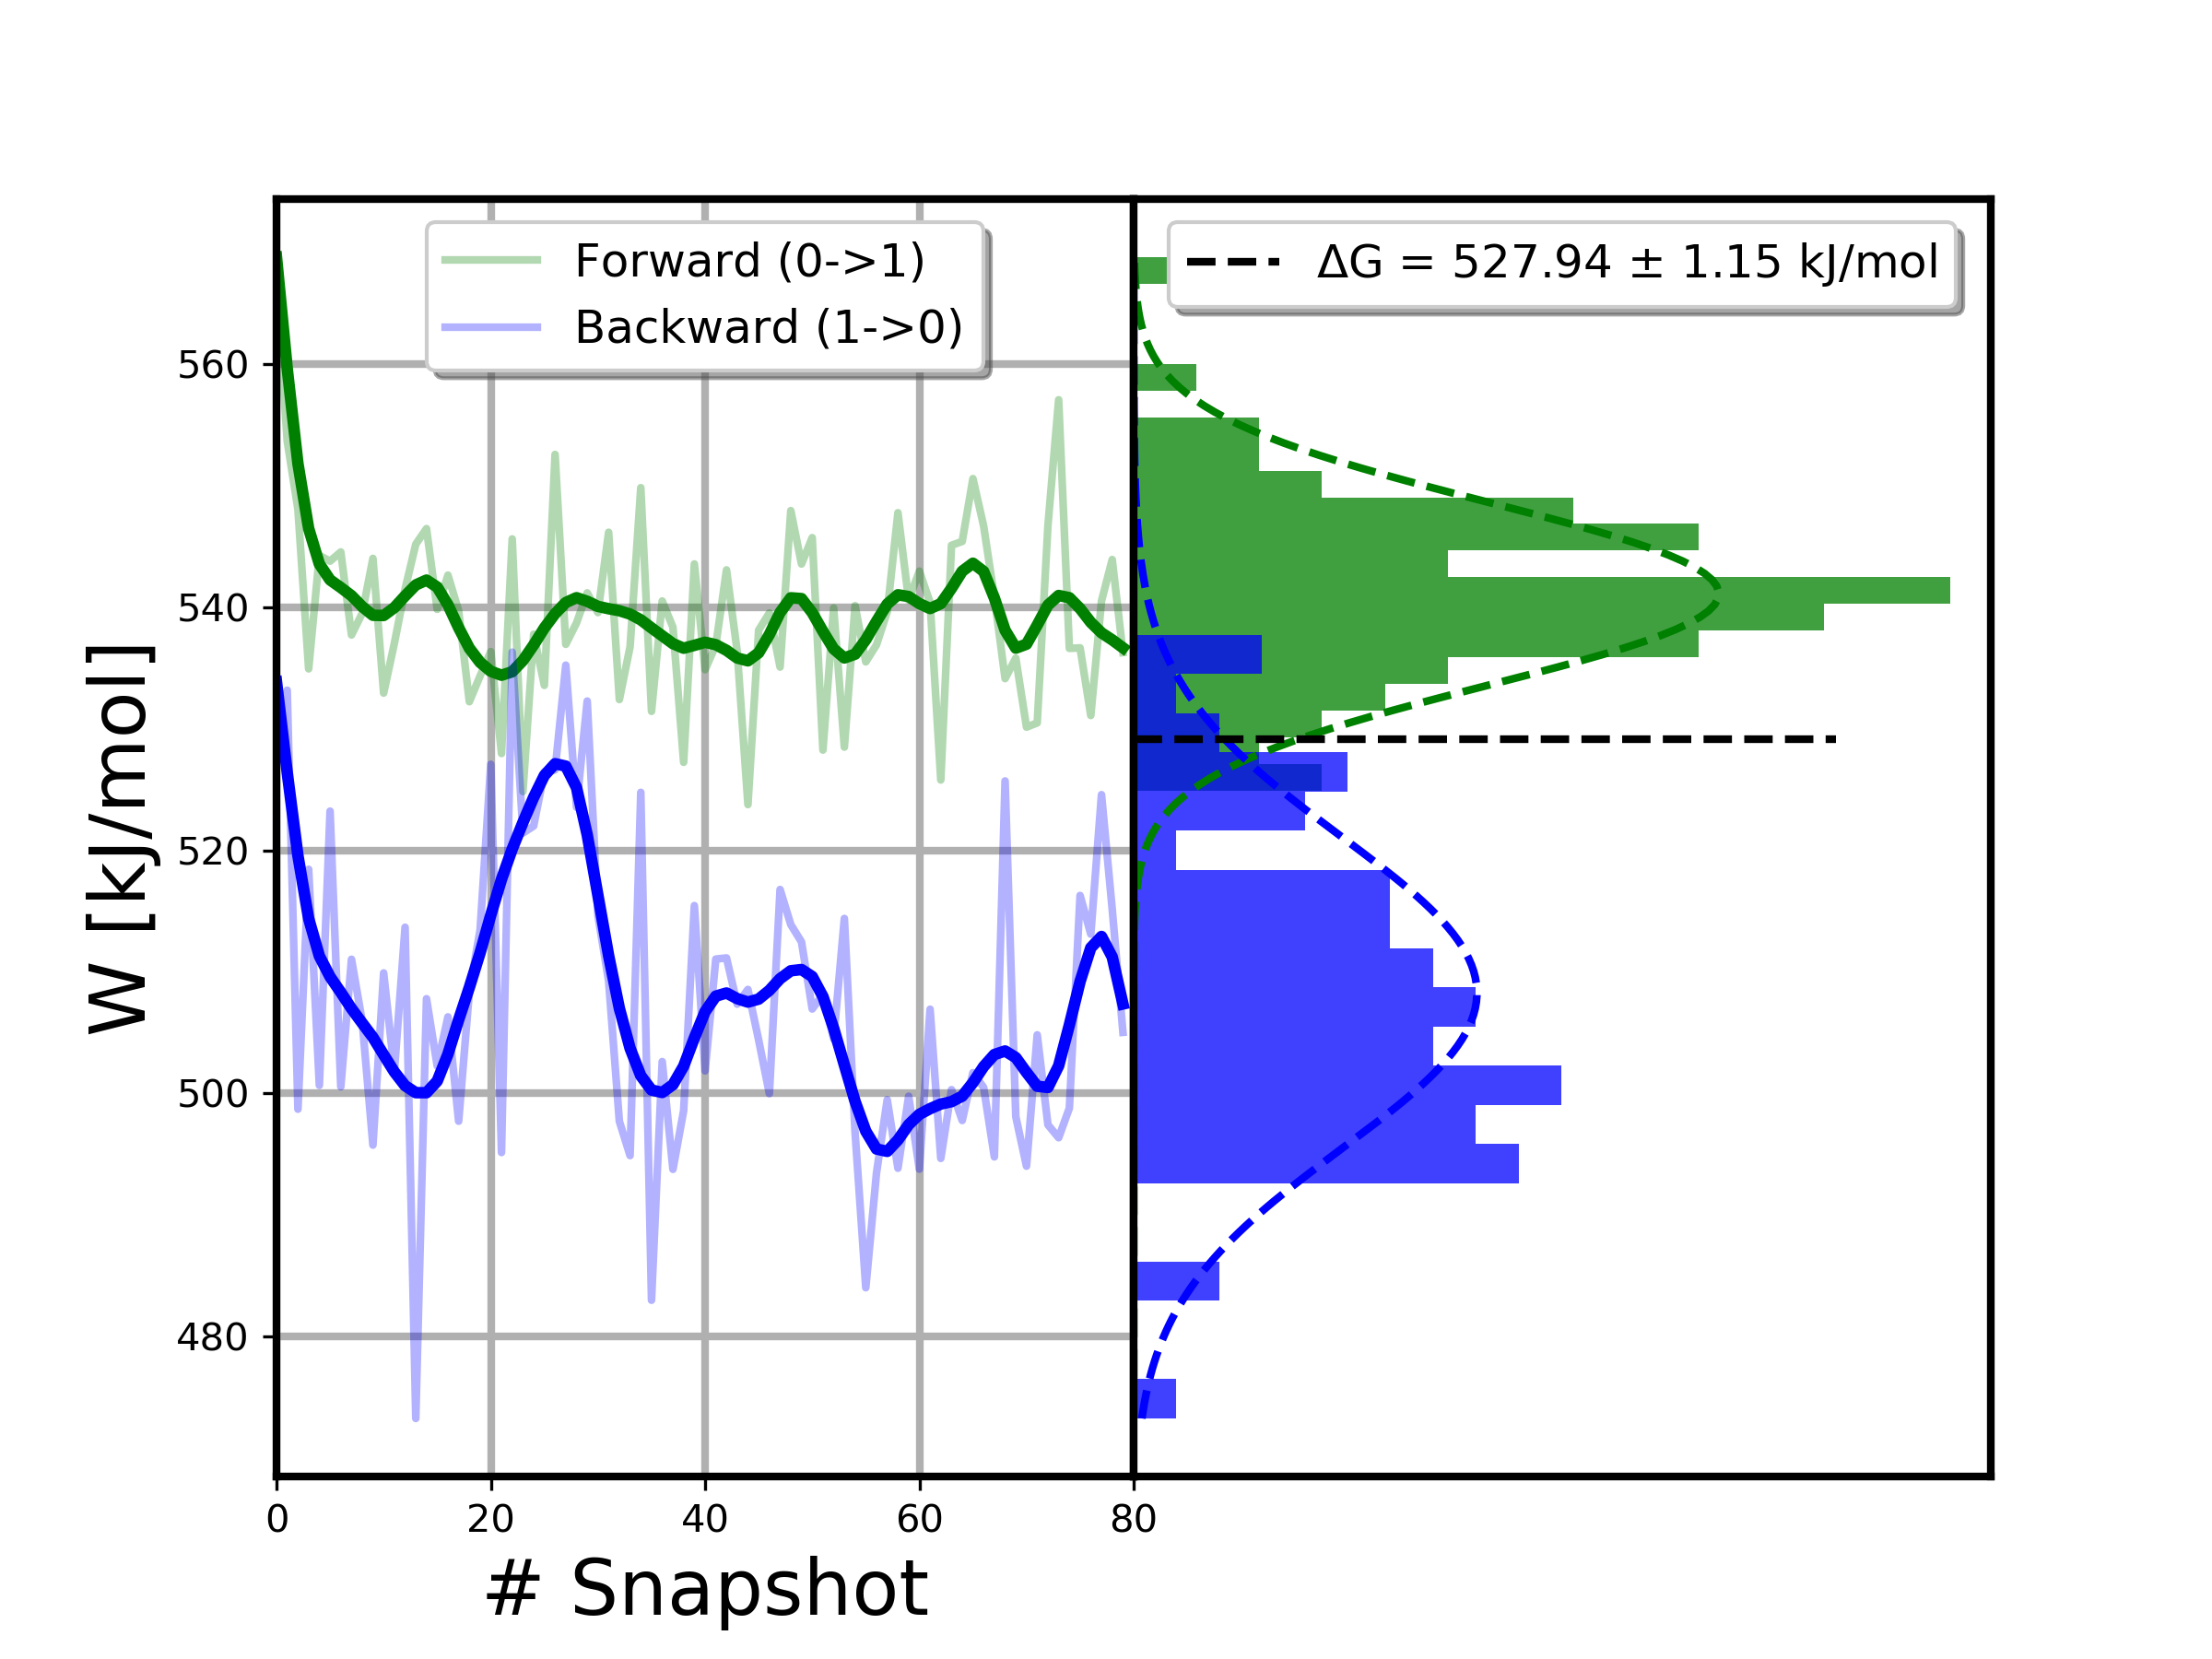 Forward (0->1)
Backward (1->0)
ΔG = 527.94 ± 1.15 kJ/mol
W [kJ/mol]
560
540
520
500
480
0 20 40 60 80
# Snapshot